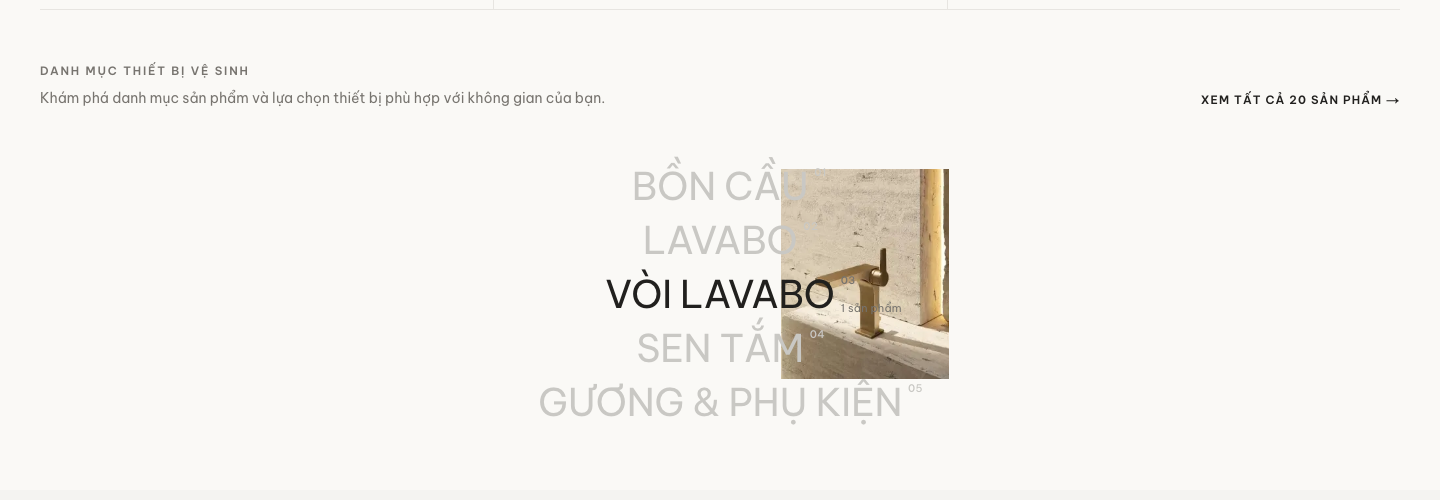 DANH MỤC THIẾT BỊ VỆ SINH
Khám phá danh mục sản phẩm và lựa chọn thiết bị phù hợp với không gian của bạn.
XEM TẤT CẢ 20 SẢN PHẨM →
BỒN CẦU
LAVABO
VÒI LAVABO 03
1 sản phẩm
SEN TẮM 04
GƯƠNG & PHỤ KIỆN 05